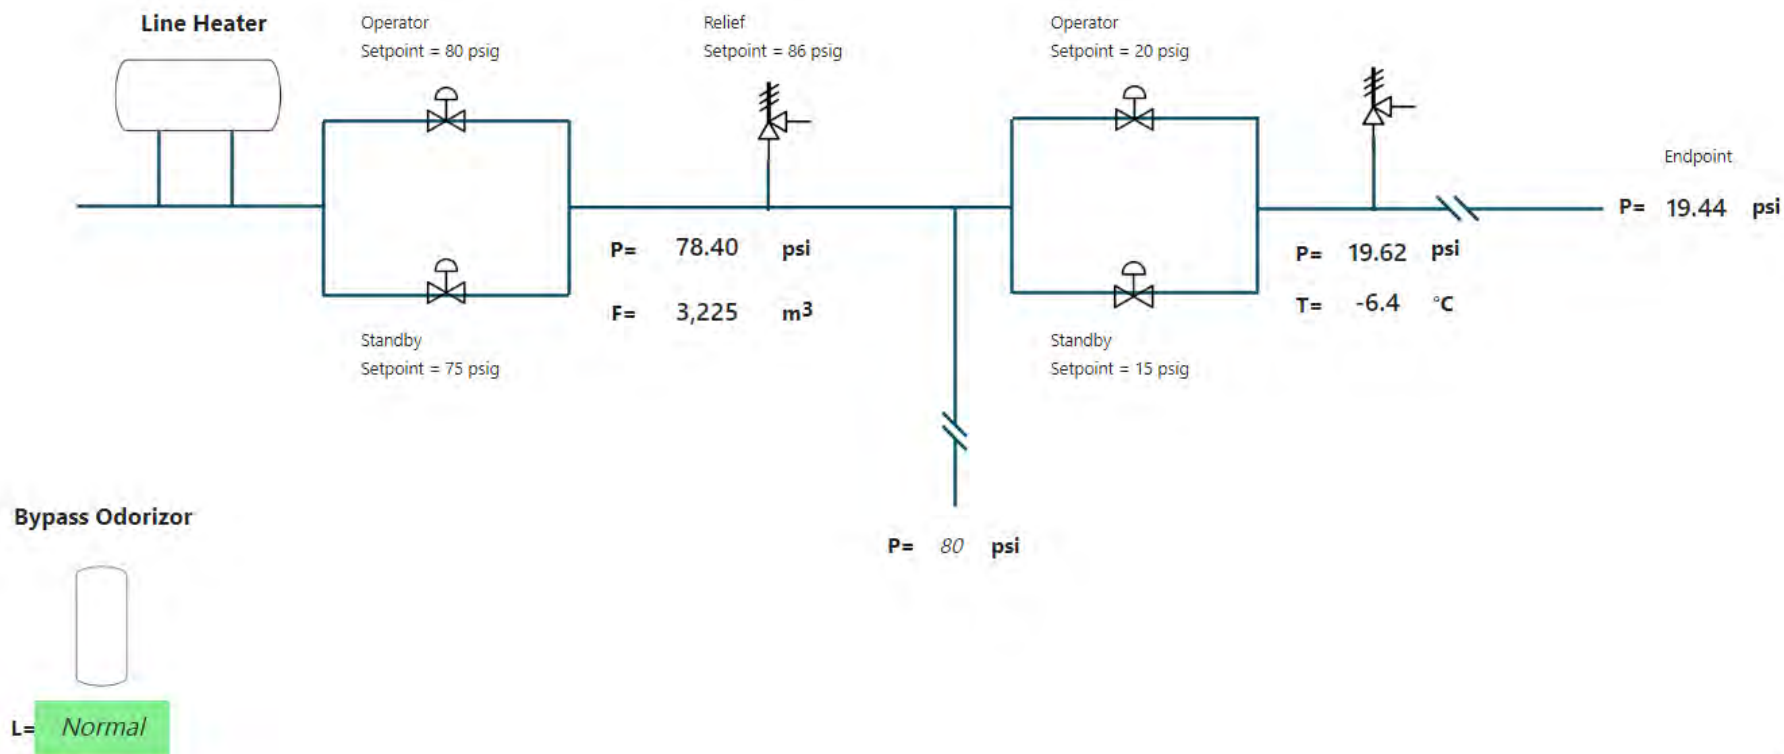 Line Heater
Operator
Setpoint = 80 psig
Relief
Setpoint = 86 psig
Operator
Setpoint = 20 psig
Endpoint
P= 19.44 psi
P= 78.40 psi
F= 3,225 m3
P= 19.62 psi
T= -6.4 °C
Standby
Setpoint = 75 psig
Standby
Setpoint = 15 psig
Bypass Odorizor
P= 80 psi
L= Normal